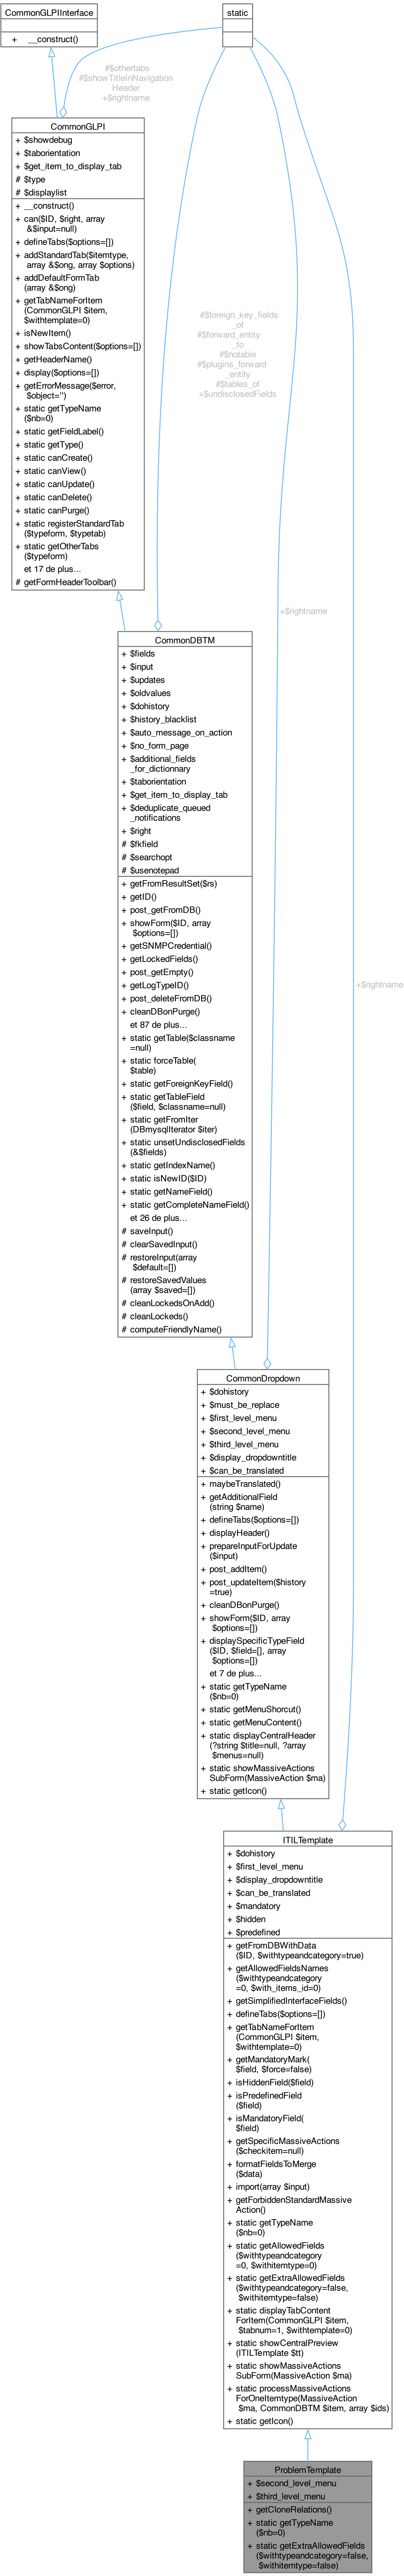 CommonGLPIInterface
+ __construct()
static
#$othertabs
#$showTitleInNavigation
Header
+$rightname
CommonGLPI
+ $showdebug
+ $taborientation
+ $get_item_to_display_tab
# $type
# $displaylist
+ __construct()
+ can($ID, $right, array
&$input=null)
+ defineTabs($options=[])
+ addStandardTab($itemtype,
array &$ong, array $options)
+ addDefaultFormTab
(array &$ong)
+ getTabNameForItem
(CommonGLPI $item,
$withtemplate=0)
+ isNewItem()
+ showTabsContent($options=[])
+ getHeaderName()
+ display($options=[])
+ getErrorMessage($error,
$object='')
+ static getTypeName
($nb=0)
+ static getFieldLabel()
+ static getType()
+ static canCreate()
+ static canView()
+ static canUpdate()
+ static canDelete()
+ static canPurge()
+ static registerStandardTab
($typeform, $typetab)
+ static getOtherTabs
($typeform)
et 17 de plus...
# getFormHeaderToolbar()
#$foreign_key_fields
_of
#$forward_entity
_to
#$notable
#$plugins_forward
_entity
#$tables_of
+$undisclosedFields
+$rightname
CommonDBTM
+ $fields
+ $input
+ $updates
+ $oldvalues
+ $dohistory
+ $history_blacklist
+ $auto_message_on_action
+ $no_form_page
+ $additional_fields
_for_dictionnary
+ $taborientation
+ $get_item_to_display_tab
+ $deduplicate_queued
_notifications
+ $right
# $fkfield
# $searchopt
# $usenotepad
+ getFromResultSet($rs)
+ getID()
+ post_getFromDB()
+ showForm($ID, array
$options=[])
+ getSNMPCredential()
+ getLockedFields()
+ post_getEmpty()
+ getLogTypeID()
+ post_deleteFromDB()
+ cleanDBonPurge()
et 87 de plus...
+ static getTable($classname
=null)
+ static forceTable(
$table)
+ static getForeignKeyField()
+ static getTableField
($field, $classname=null)
+ static getFromIter
(DBmysqlIterator $iter)
+ static unsetUndisclosedFields
(&$fields)
+ static getIndexName()
+ static isNewID($ID)
+ static getNameField()
+ static getCompleteNameField()
et 26 de plus...
# saveInput()
# clearSavedInput()
# restoreInput(array
$default=[])
# restoreSavedValues
(array $saved=[])
# cleanLockedsOnAdd()
# cleanLockeds()
# computeFriendlyName()
+$rightname
CommonDropdown
+ $dohistory
+ $must_be_replace
+ $first_level_menu
+ $second_level_menu
+ $third_level_menu
+ $display_dropdowntitle
+ $can_be_translated
+ maybeTranslated()
+ getAdditionalField
(string $name)
+ defineTabs($options=[])
+ displayHeader()
+ prepareInputForUpdate
($input)
+ post_addItem()
+ post_updateItem($history
=true)
+ cleanDBonPurge()
+ showForm($ID, array
$options=[])
+ displaySpecificTypeField
($ID, $field=[], array
$options=[])
et 7 de plus...
+ static getTypeName
($nb=0)
+ static getMenuShorcut()
+ static getMenuContent()
+ static displayCentralHeader
(?string $title=null, ?array
$menus=null)
+ static showMassiveActions
SubForm(MassiveAction $ma)
+ static getIcon()
ITILTemplate
+ $dohistory
+ $first_level_menu
+ $display_dropdowntitle
+ $can_be_translated
+ $mandatory
+ $hidden
+ $predefined
+ getFromDBWithData
($ID, $withtypeandcategory=true)
+ getAllowedFieldsNames
($withtypeandcategory
=0, $with_items_id=0)
+ getSimplifiedInterfaceFields()
+ defineTabs($options=[])
+ getTabNameForItem
(CommonGLPI $item,
$withtemplate=0)
+ getMandatoryMark(
$field, $force=false)
+ isHiddenField($field)
+ isPredefinedField
($field)
+ isMandatoryField(
$field)
+ getSpecificMassiveActions
($checkitem=null)
+ formatFieldsToMerge
($data)
+ import(array $input)
+ getForbiddenStandardMassive
Action()
+ static getTypeName
($nb=0)
+ static getAllowedFields
($withtypeandcategory
=0, $withitemtype=0)
+ static getExtraAllowedFields
($withtypeandcategory=false,
$withitemtype=false)
+ static displayTabContent
ForItem(CommonGLPI $item,
$tabnum=1, $withtemplate=0)
+ static showCentralPreview
(ITILTemplate $tt)
+ static showMassiveActions
SubForm(MassiveAction $ma)
+ static processMassiveActions
ForOneItemtype(MassiveAction
$ma, CommonDBTM $item, array $ids)
+ static getIcon()
ProblemTemplate
+ $second_level_menu
+ $third_level_menu
+ getCloneRelations()
+ static getTypeName
($nb=0)
+ static getExtraAllowedFields
($withtypeandcategory=false,
$withitemtype=false)